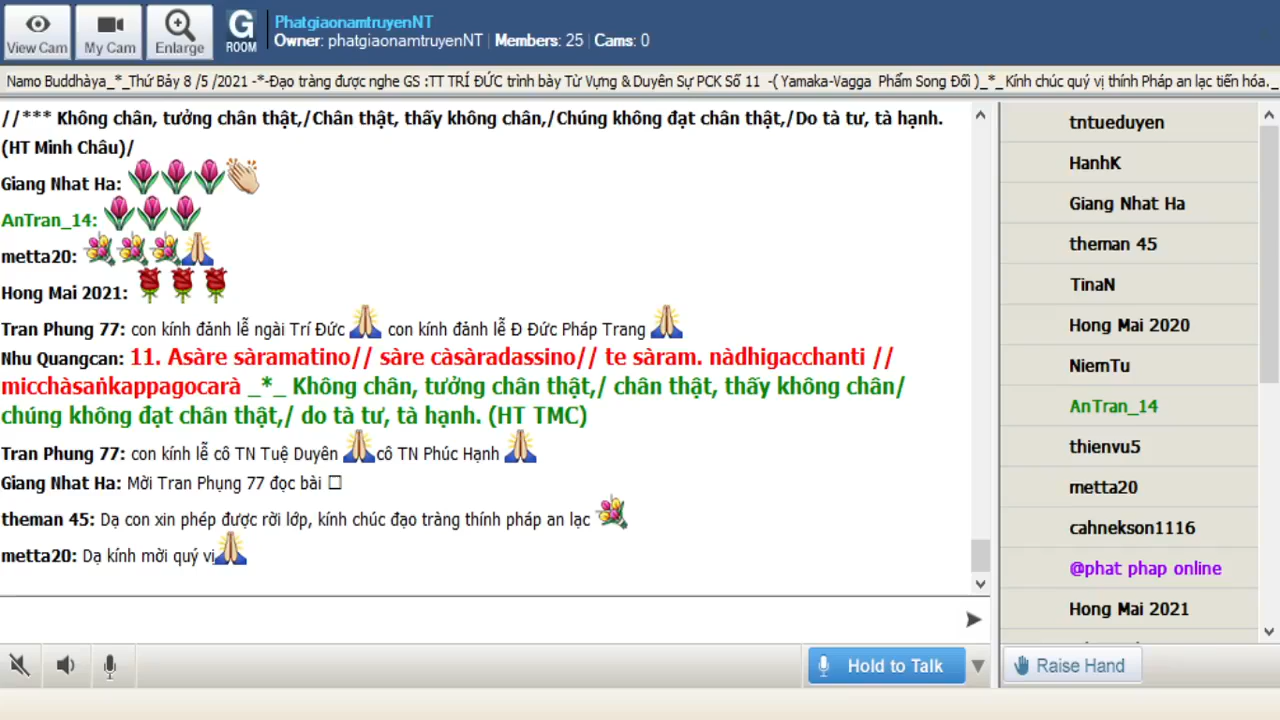 View Cam
My Cam
Enlarge
G
ROOM
PhatgiaonamtruyenNT
Owner: phatgiaonamtruyenNT | Members: 25 | Cams: 0
Namo Buddhàya_*_Thứ Bảy 8 /5 /2021 -*-Đạo tràng được nghe GS :TT TRÍ ĐỨC trình bày Từ Vựng & Duyên Sự PCK Số 11 -( Yamaka-Vagga Phẩm Song Đối )_*_Kính chúc quý vị thính Pháp an lạc tiến hóa._
//*** Không chân, tưởng chân thật,/Chân thật, thấy không chân,/Chúng không đạt chân thật,/Do tà tư, tà hạnh.
(HT Minh Châu)/
Giang Nhat Ha:
AnTran_14:
metta20:
Hong Mai 2021:
Tran Phung 77: con kính đảnh lễ ngài Trí Đức con kính đảnh lễ Đ Đức Pháp Trang
Nhu Quangcan: 11. Asàre sàramatino// sàre càsàradassino// te sàram. nàdhigacchanti //
micchàsaṅkappagocarà _*_ Không chân, tưởng chân thật,/ chân thật, thấy không chân/
chúng không đạt chân thật,/ do tà tư, tà hạnh. (HT TMC)
Tran Phung 77: con kính lễ cô TN Tuệ Duyên cô TN Phúc Hạnh
Giang Nhat Ha: Mời Tran Phụng 77 đọc bài
theman 45: Dạ con xin phép được rời lớp, kính chúc đạo tràng thính pháp an lạc
metta20: Dạ kính mời quý vị
Hold to Talk
tntueduyen
HanhK
Giang Nhat Ha
theman 45
TinaN
Hong Mai 2020
NiemTu
AnTran_14
thienvu5
metta20
cahnekson1116
@phat phap online
Hong Mai 2021
Raise Hand